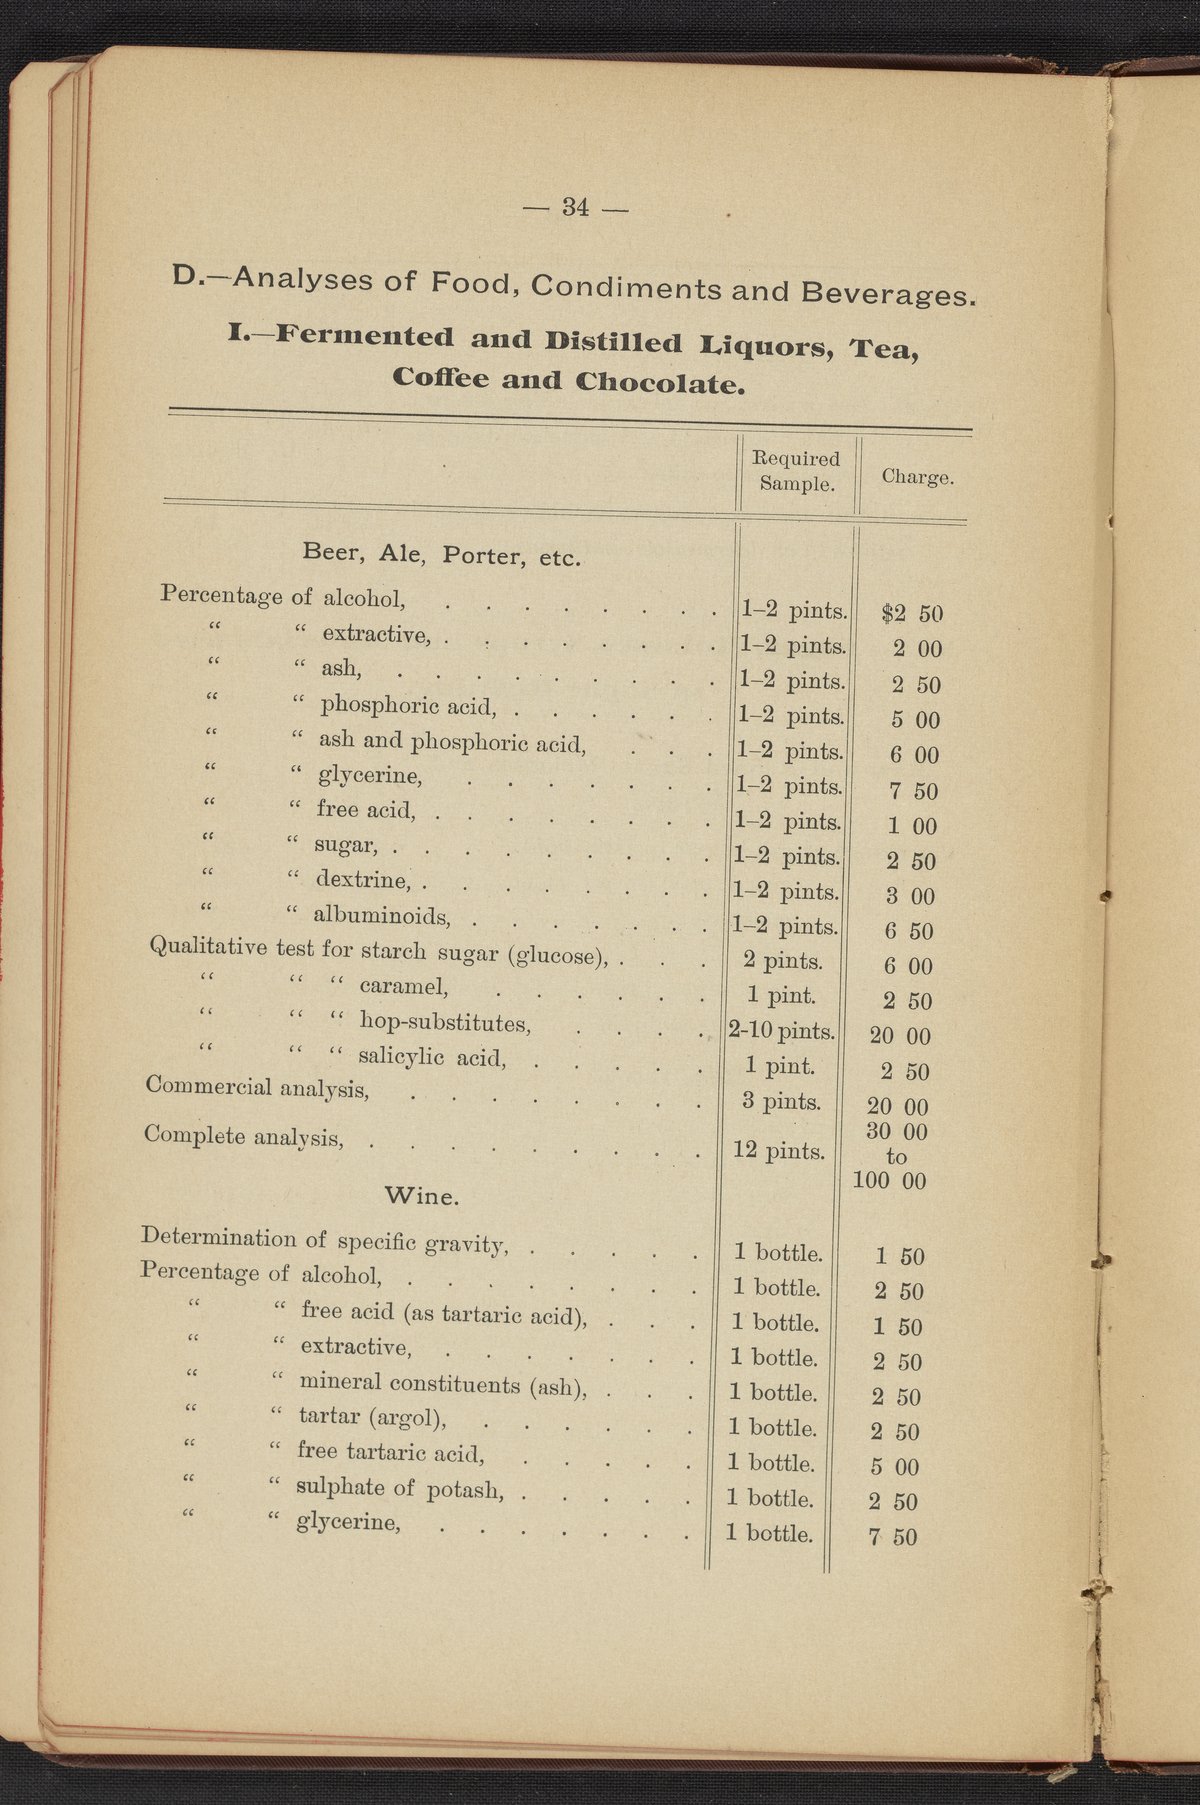 — 34 —
D.—Analyses of Food, Condiments and Beverages.
I.—Fermented and Distilled Liquors, Tea,
Coffee and Chocolate.
Required
Sample.
Charge.
Beer, Ale, Porter, etc.
Percentage of alcohol, . . . . . . . . 1–2 pints. $2 50
“ “ extractive, . . . . . . . . 1–2 pints. 2 00
“ “ ash, . . . . . . . . . 1–2 pints. 2 50
“ “ phosphoric acid, . . . . . . 1–2 pints. 5 00
“ “ ash and phosphoric acid, . . . 1–2 pints. 6 00
“ “ glycerine, . . . . . . . 1–2 pints. 7 50
“ “ free acid, . . . . . . . . 1–2 pints. 1 00
“ “ sugar, . . . . . . . . . 1–2 pints. 2 50
“ “ dextrine, . . . . . . . . 1–2 pints. 3 00
“ “ albuminoids, . . . . . . . 1–2 pints. 6 50
Qualitative test for starch sugar (glucose), . . . 2 pints. 6 00
“ “ “ caramel, . . . . . . 1 pint. 2 50
“ “ “ hop-substitutes, . . . . 2-10 pints. 20 00
“ “ “ salicylic acid, . . . . . 1 pint. 2 50
Commercial analysis, . . . . . . . . 3 pints. 20 00
Complete analysis, . . . . . . . . . 12 pints. 30 00
to
100 00
Wine.
Determination of specific gravity, . . . . . 1 bottle. 1 50
Percentage of alcohol, . . . . . . . . 1 bottle. 2 50
“ “ free acid (as tartaric acid), . . . 1 bottle. 1 50
“ “ extractive, . . . . . . . 1 bottle. 2 50
“ “ mineral constituents (ash), . . . 1 bottle. 2 50
“ “ tartar (argol), . . . . . . 1 bottle. 2 50
“ “ free tartaric acid, . . . . . 1 bottle. 5 00
“ “ sulphate of potash, . . . . . 1 bottle. 2 50
“ “ glycerine, . . . . . . . 1 bottle. 7 50